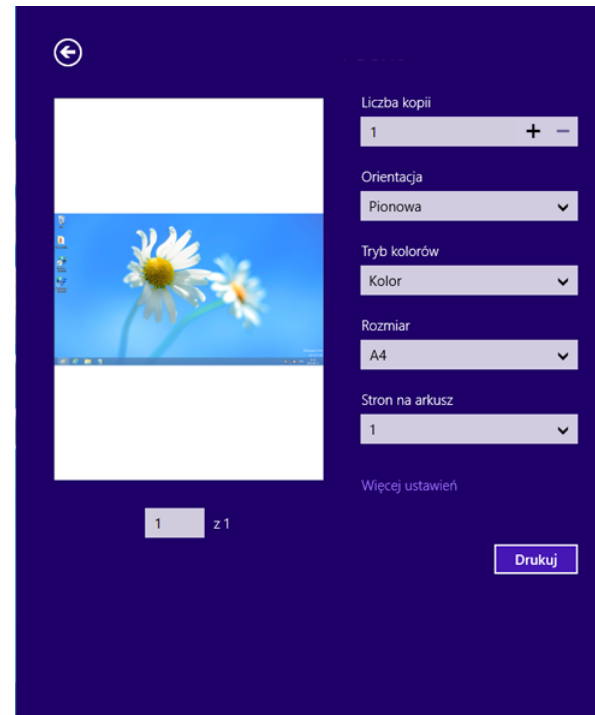 Liczba kopii
1
Orientacja
Pionowa
Tryb kolorów
Kolor
Rozmiar
A4
Stron na arkusz
1
Więcej ustawień
1 z 1
Drukuj